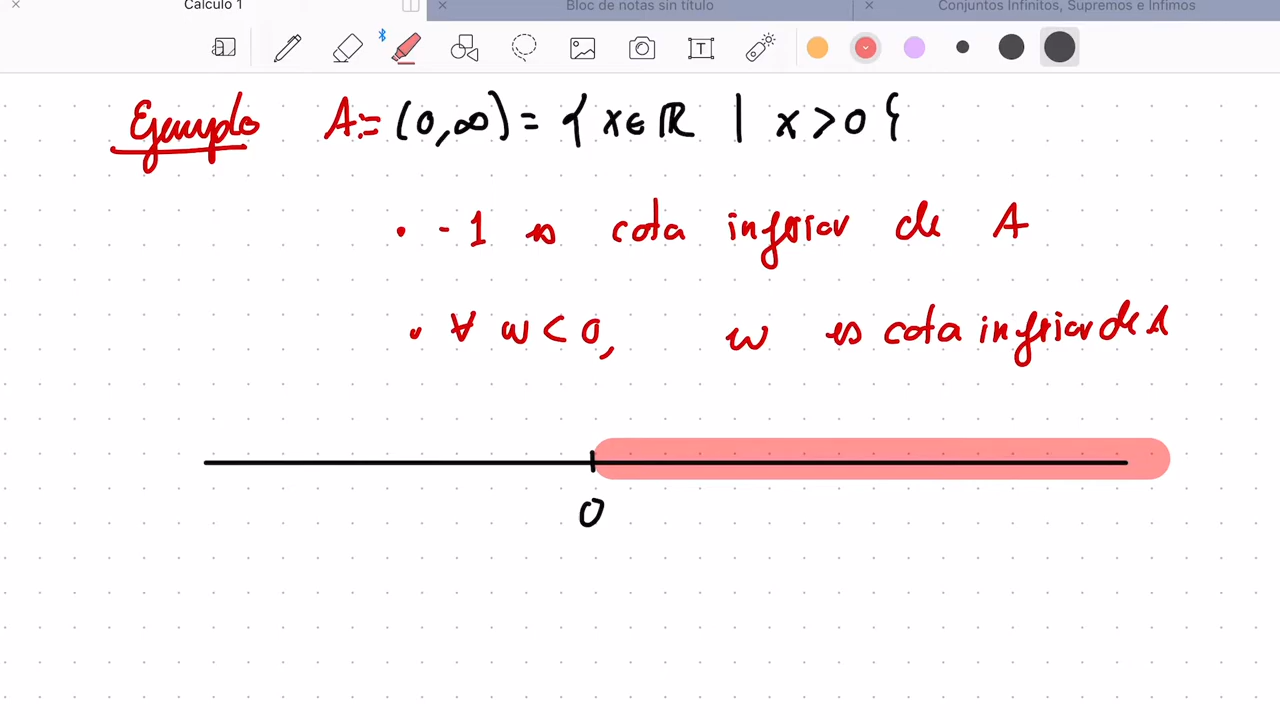 Calculo 1
Bloc de notas sin título
Conjuntos Infinitos, Supremos e Infimos
Ejemplo A:= (0,∞) = { x ∈ ℝ | x > 0 }
• -1 es cota inferior de A
• ∀ w < 0, w es cota inferior de A
0